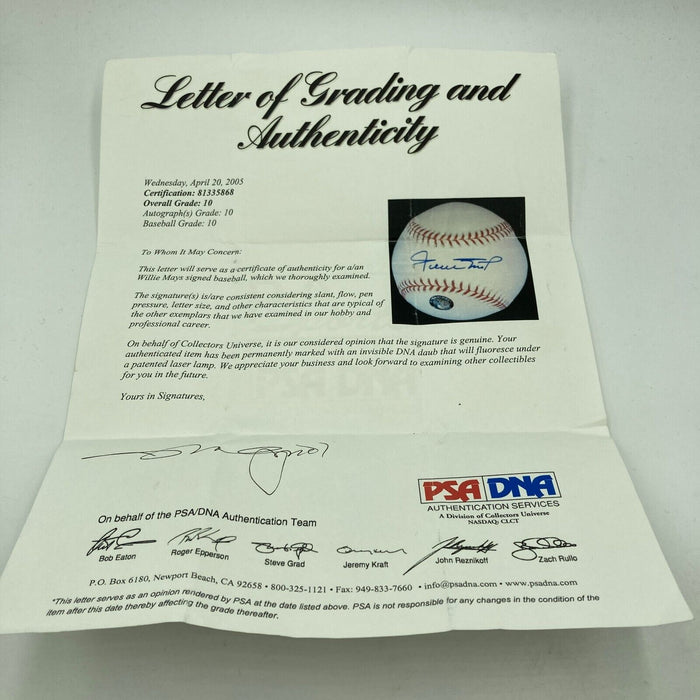 Letter of Grading and
Authenticity
Wednesday, April 20, 2005
Certification: 81335868
Overall Grade: 10
Autograph(s) Grade: 10
Baseball Grade: 10
To Whom It May Concern:
This letter will serve as a certificate of authenticity for a/an
Willie Mays signed baseball, which we thoroughly examined.
The signature(s) is/are consistent considering slant, flow, pen
pressure, letter size, and other characteristics that are typical of
the other exemplars that we have examined in our hobby and
professional career.
On behalf of Collectors Universe, it is our considered opinion that the signature is genuine. Your
authenticated item has been permanently marked with an invisible DNA daub that will fluoresce under
a patented laser lamp. We appreciate your business and look forward to examining other collectibles
for you in the future.
Yours in Signatures,
PSA DNA
AUTHENTICATION SERVICES
A Division of Collectors Universe
NASDAQ: CLCT
On behalf of the PSA/DNA Authentication Team
Bob Eaton
Roger Epperson
Steve Grad
Jeremy Kraft
John Reznikoff
Zach Rullo
P.O. Box 6180, Newport Beach, CA 92658 • 800-325-1121 • Fax: 949-833-7660 • info@psadna.com • www.psadna.com
*This letter serves as an opinion rendered by PSA at the date listed above. PSA is not responsible for any changes in the condition of the
item after this date thereby affecting the grade thereafter.